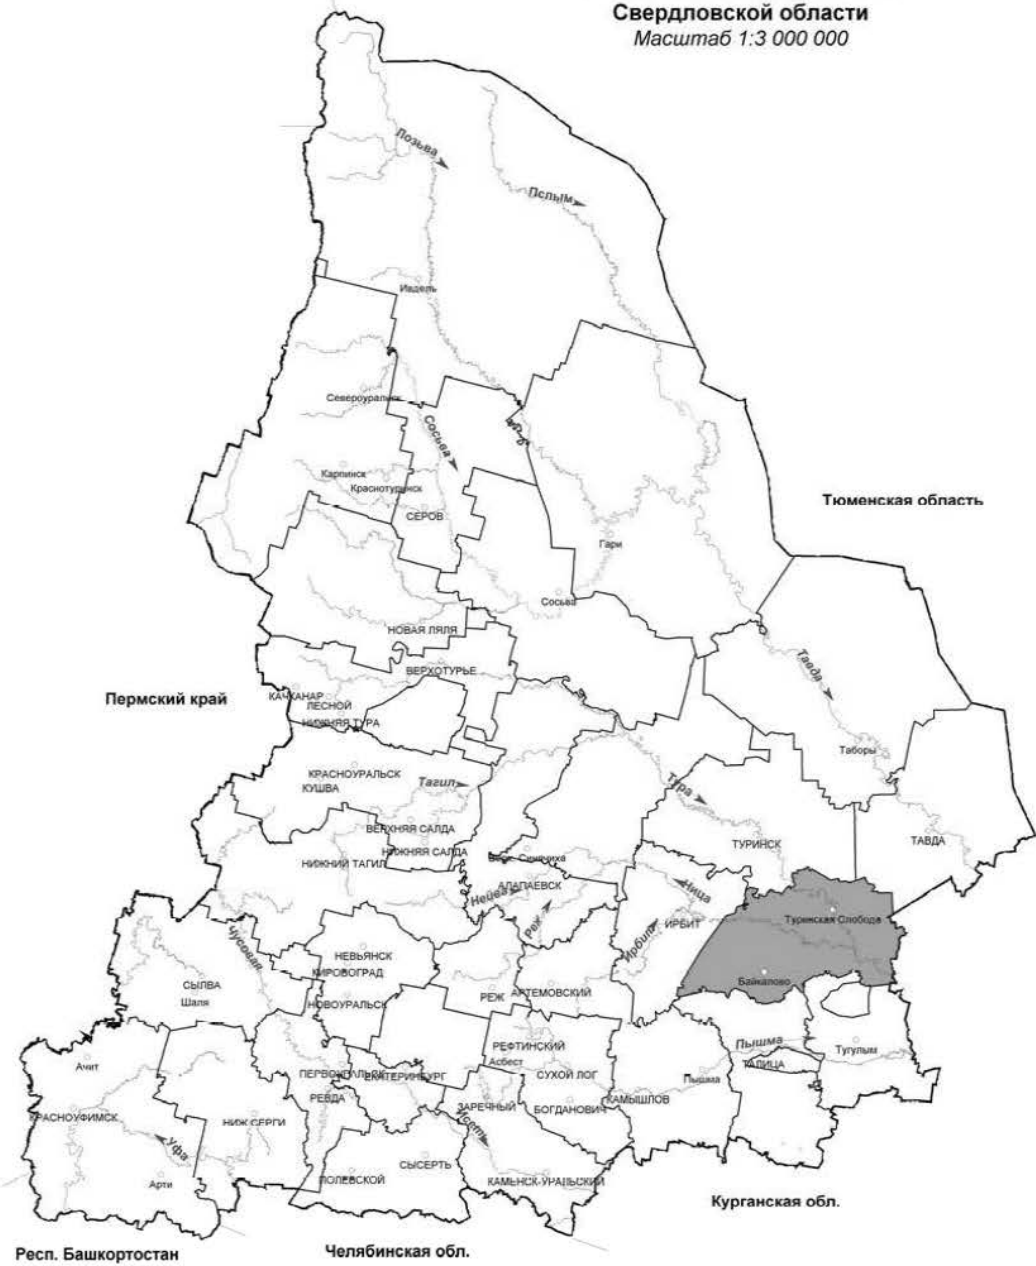 Свердловской области
Масштаб 1:3 000 000
Лозьва
Пелым
Ивдель
Североуральск
Сосьва
Карпинск
Краснотурьинск
СЕРОВ
Тюменская область
Гари
Сосьва
НОВАЯ ЛЯЛЯ
ВЕРХОТУРЬЕ
Тавда
Пермский край
КАЧКАНАР
ЛЕСНОЙ
НИЖНЯЯ ТУРА
Таборы
КРАСНОУРАЛЬСК
КУШВА
Тагил
Тура
ВЕРХНЯЯ САЛДА
НИЖНЯЯ САЛДА
НИЖНИЙ ТАГИЛ
ТУРИНСК
ТАВДА
Верх. Синячиха
АЛАПАЕВСК
Нейва
Ница
Реж
ИРБИТ
Ирбит
Туринская Слобода
Чусовая
НЕВЬЯНСК
КИРОВОГРАД
СЫЛВА
Шаля
НОВОУРАЛЬСК
РЕЖ
АРТЕМОВСКИЙ
Байкалово
РЕФТИНСКИЙ
Асбест
СУХОЙ ЛОГ
Пышма
ТАЛИЦА
Тугулым
Ачит
ПЕРВОУРАЛЬСК
ЕКАТЕРИНБУРГ
РЕВДА
Пышма
КАМЫШЛОВ
ЗАРЕЧНЫЙ
БОГДАНОВИЧ
КРАСНОУФИМСК
НИЖ.СЕРГИ
Исеть
Уфа
Арти
СЫСЕРТЬ
ПОЛЕВСКОЙ
КАМЕНСК-УРАЛЬСКИЙ
Курганская обл.
Респ. Башкортостан
Челябинская обл.